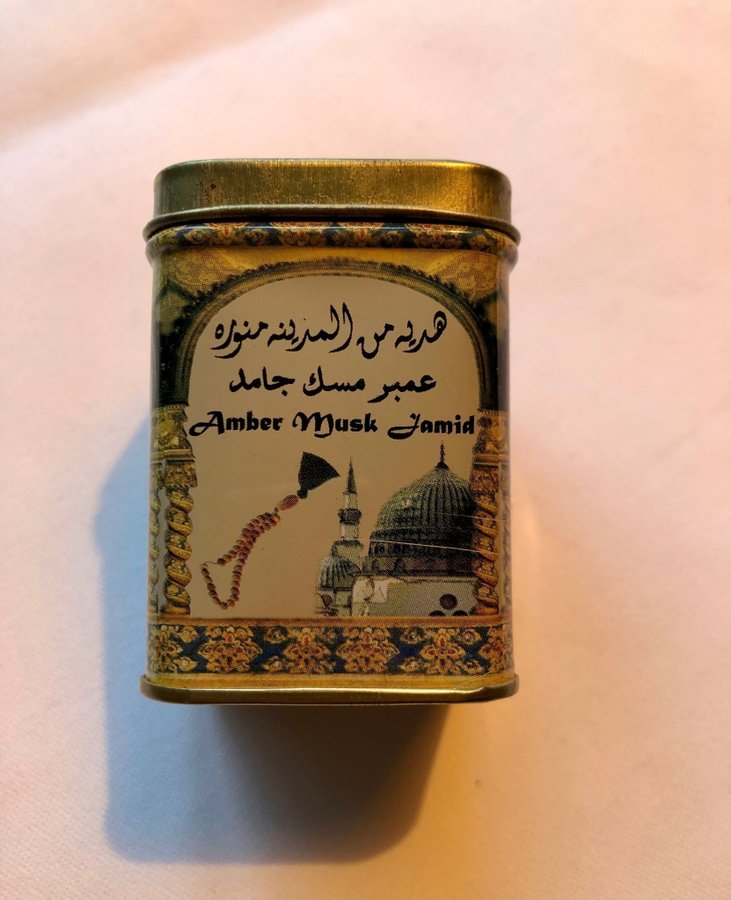 هديه من المدينه منوره
عمبر مسك جامد
Amber Musk Jamid